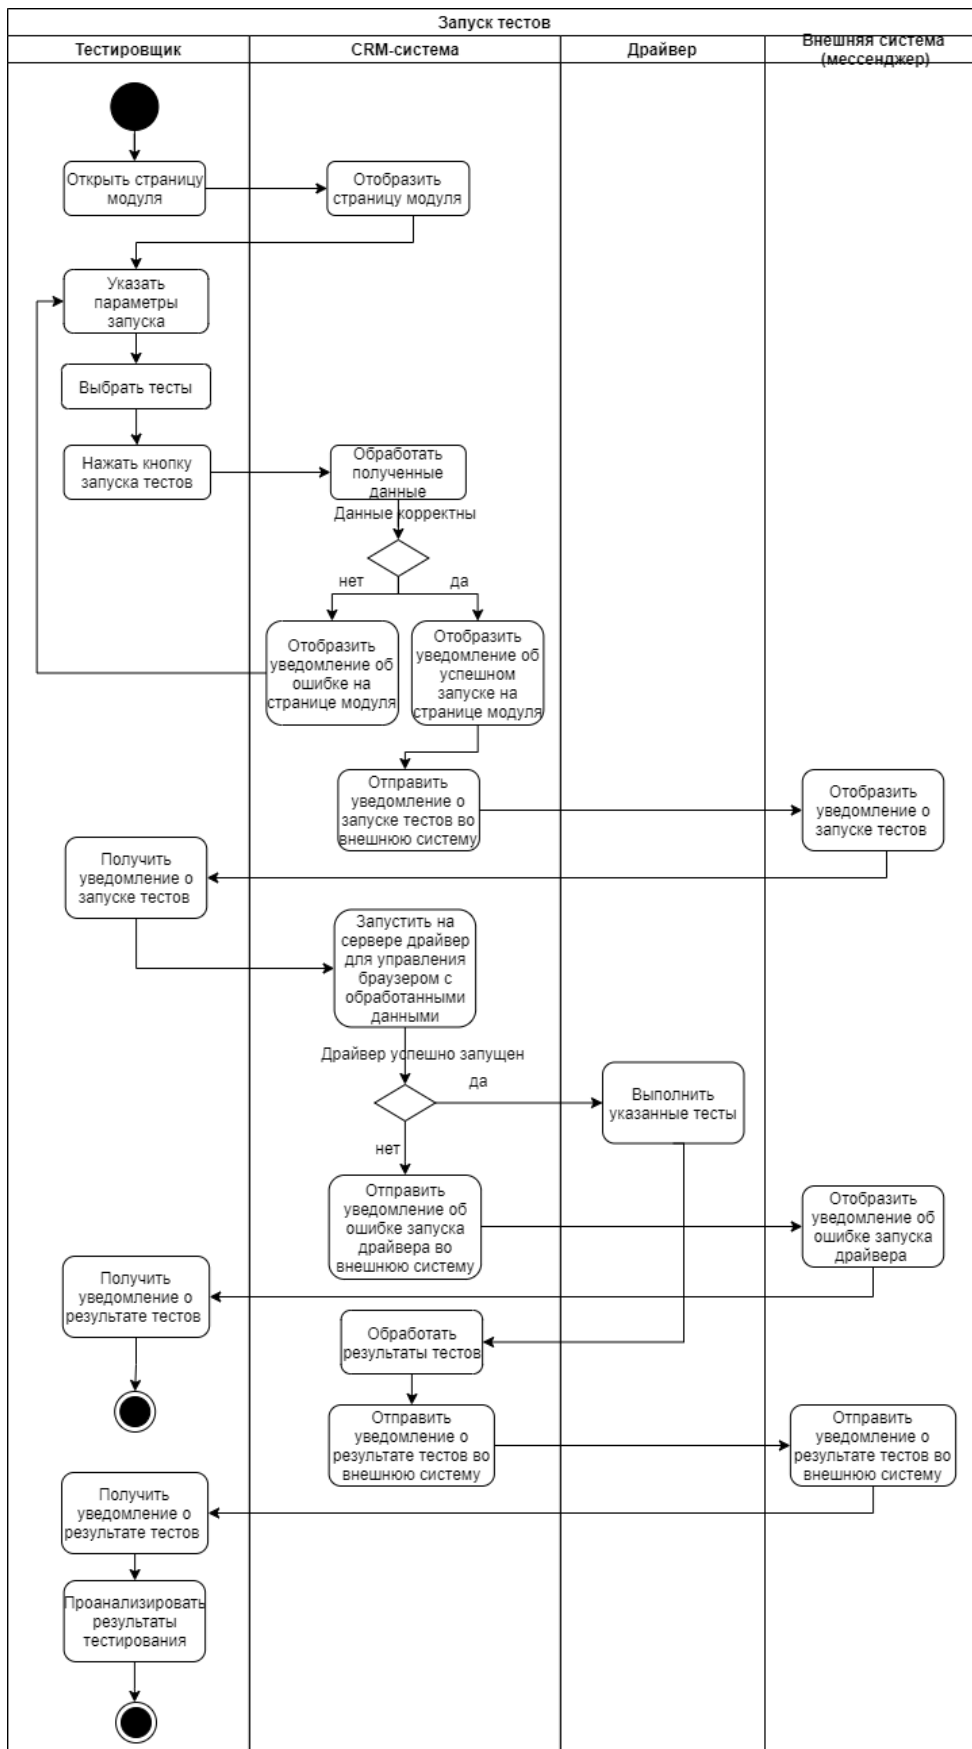 Запуск тестов
Тестировщик
CRM-система
Драйвер
Внешняя система
(мессенджер)
Открыть страницу
модуля
Отобразить
страницу модуля
Указать
параметры
запуска
Выбрать тесты
Нажать кнопку
запуска тестов
Обработать
полученные
данные
Данные корректны
нет
да
Отобразить
уведомление об
ошибке на
странице модуля
Отобразить
уведомление об
успешном
запуске на
странице модуля
Отправить
уведомление о
запуске тестов во
внешнюю систему
Отобразить
уведомление о
запуске тестов
Получить
уведомление о
запуске тестов
Запустить на
сервере драйвер
для управления
браузером с
обработанными
данными
Драйвер успешно запущен
да
Выполнить
указанные тесты
нет
Отправить
уведомление об
ошибке запуска
драйвера во
внешнюю систему
Отобразить
уведомление об
ошибке запуска
драйвера
Получить
уведомление о
результате тестов
Обработать
результаты тестов
Отправить
уведомление о
результате тестов во
внешнюю систему
Отправить
уведомление о
результате тестов во
внешнюю систему
Получить
уведомление о
результате тестов
Проанализировать
результаты
тестирования